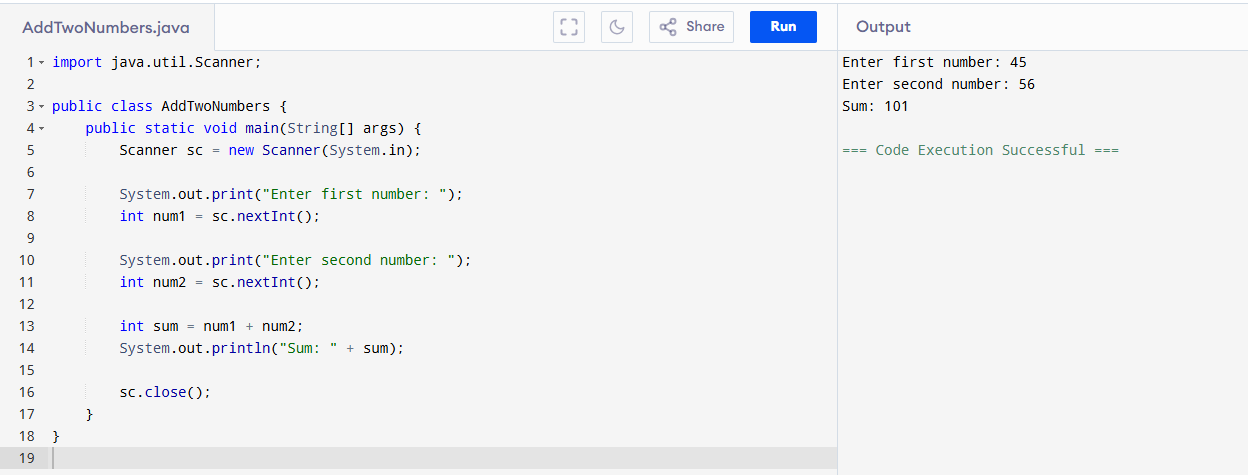 AddTwoNumbers.java
Share
Run
Output
1 import java.util.Scanner;
2
3 public class AddTwoNumbers {
4     public static void main(String[] args) {
5         Scanner sc = new Scanner(System.in);
6
7         System.out.print("Enter first number: ");
8         int num1 = sc.nextInt();
9
10         System.out.print("Enter second number: ");
11         int num2 = sc.nextInt();
12
13         int sum = num1 + num2;
14         System.out.println("Sum: " + sum);
15
16         sc.close();
17     }
18 }
19
Enter first number: 45
Enter second number: 56
Sum: 101
=== Code Execution Successful ===